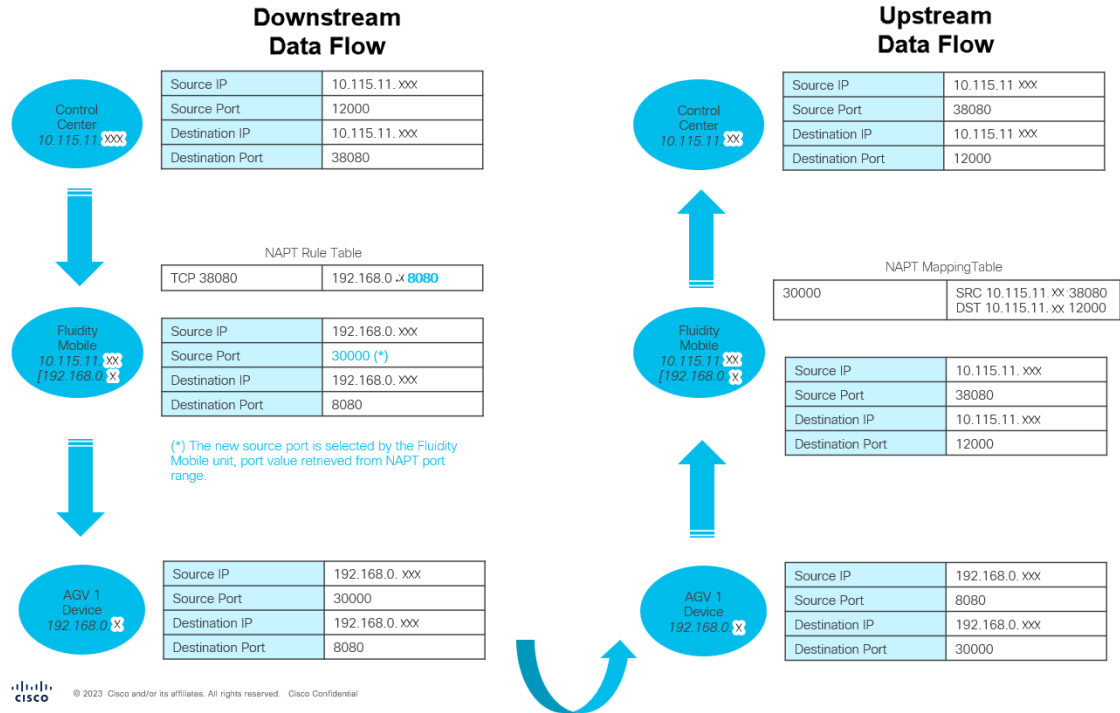 Downstream
Data Flow
Control
Center
10.115.11.XXX
Source IP 10.115.11.XXX
Source Port 12000
Destination IP 10.115.11.XXX
Destination Port 38080
NAPT Rule Table
TCP 38080 192.168.0.X 8080
Fluidity
Mobile
10.115.11.XX
[192.168.0.X
Source IP 192.168.0.XXX
Source Port 30000 (*)
Destination IP 192.168.0.XXX
Destination Port 8080
(*) The new source port is selected by the Fluidity
Mobile unit, port value retrieved from NAPT port
range.
AGV 1
Device
192.168.0.X
Source IP 192.168.0.XXX
Source Port 30000
Destination IP 192.168.0.XXX
Destination Port 8080
Upstream
Data Flow
Control
Center
10.115.11.XX
Source IP 10.115.11 XXX
Source Port 38080
Destination IP 10.115.11 XXX
Destination Port 12000
NAPT MappingTable
30000 SRC 10.115.11.XX:38080
DST 10.115.11.xx 12000
Fluidity
Mobile
10.115.11.XX
[192.168.0.X
Source IP 10.115.11.XXX
Source Port 38080
Destination IP 10.115.11.XXX
Destination Port 12000
AGV 1
Device
192.168.0.X
Source IP 192.168.0.XXX
Source Port 8080
Destination IP 192.168.0.XXX
Destination Port 30000
CISCO © 2023 Cisco and/or its affiliates. All rights reserved. Cisco Confidential